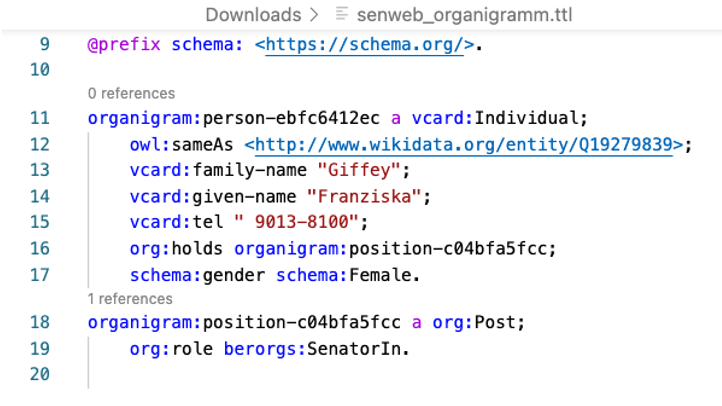 Downloads > senweb_organigramm.ttl
9 @prefix schema: <https://schema.org/>.
10
0 references
11 organigram:person-ebfc6412ec a vcard:Individual;
12 owl:sameAs <http://www.wikidata.org/entity/Q19279839>;
13 vcard:family-name "Giffey";
14 vcard:given-name "Franziska";
15 vcard:tel " 9013-8100";
16 org:holds organigram:position-c04bfa5fcc;
17 schema:gender schema:Female.
1 references
18 organigram:position-c04bfa5fcc a org:Post;
19 org:role berorgs:SenatorIn.
20